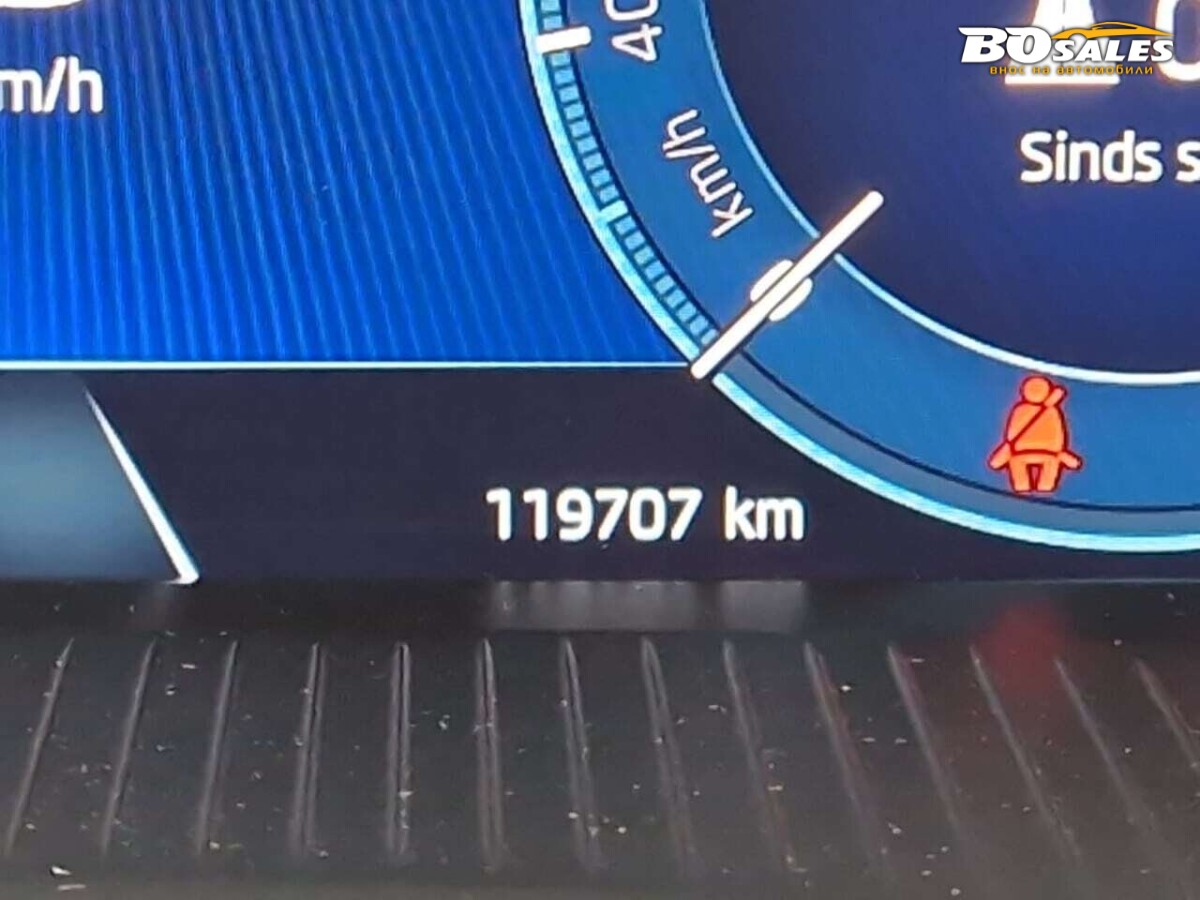 m/h
40
km/h
BOSALES
внос на автомобили
Sinds
119707 km